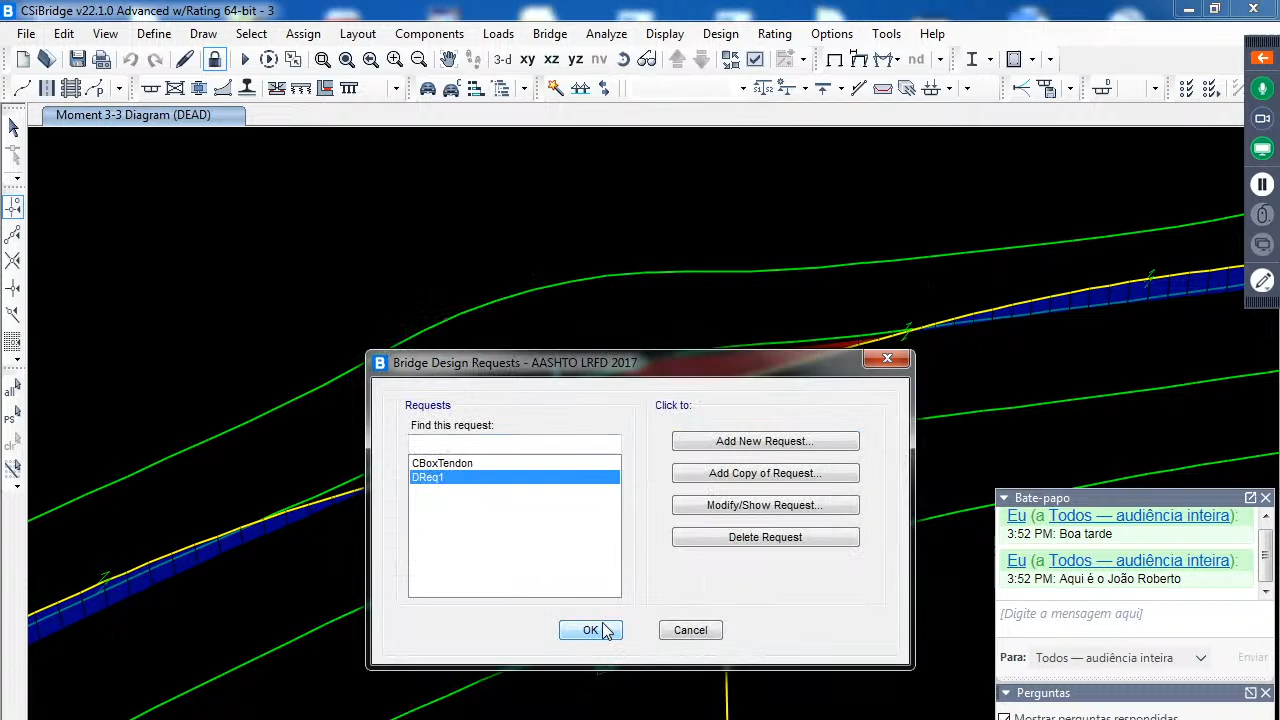 CSiBridge v22.1.0 Advanced w/Rating 64-bit - 3
File Edit View Define Draw Select Assign Layout Components Loads Bridge Analyze Display Design Rating Options Tools Help
3-d xy xz yz nv nd
Moment 3-3 Diagram (DEAD)
all
PS
clr
Bridge Design Requests - AASHTO LRFD 2017
Requests
Find this request:
CBoxTendon
DReq1
Click to:
Add New Request...
Add Copy of Request...
Modify/Show Request...
Delete Request
OK
Cancel
Bate-papo
Eu (a Todos — audiência inteira):
3:52 PM: Boa tarde
Eu (a Todos — audiência inteira):
3:52 PM: Aqui é o João Roberto
[Digite a mensagem aqui]
Para: Todos — audiência inteira Enviar
Perguntas
Mostrar perguntas respondidas